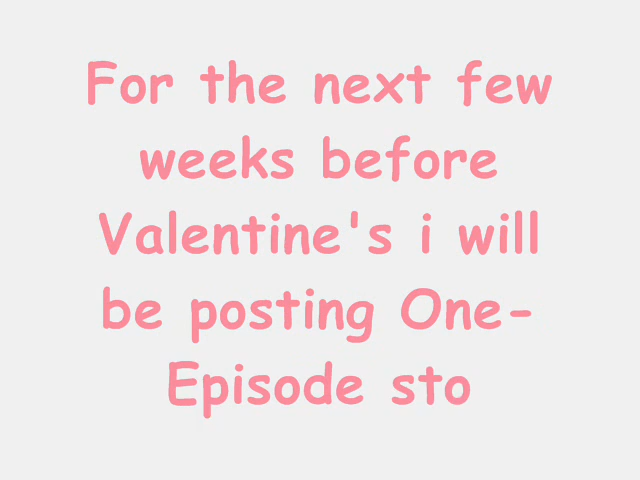 For the next few
weeks before
Valentine's i will
be posting One-
Episode sto